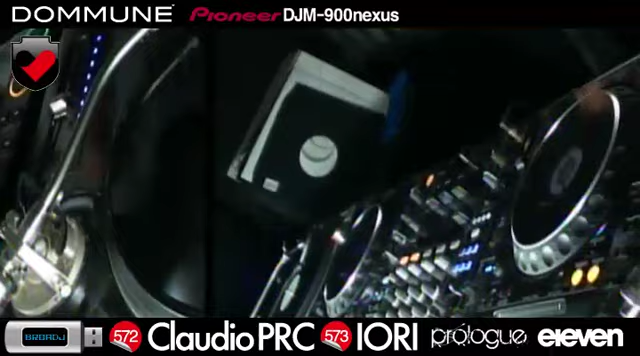 DOMMUNE Pioneer DJM-900nexus
BROADJ 572 Claudio PRC 573 IORI prologue eleven